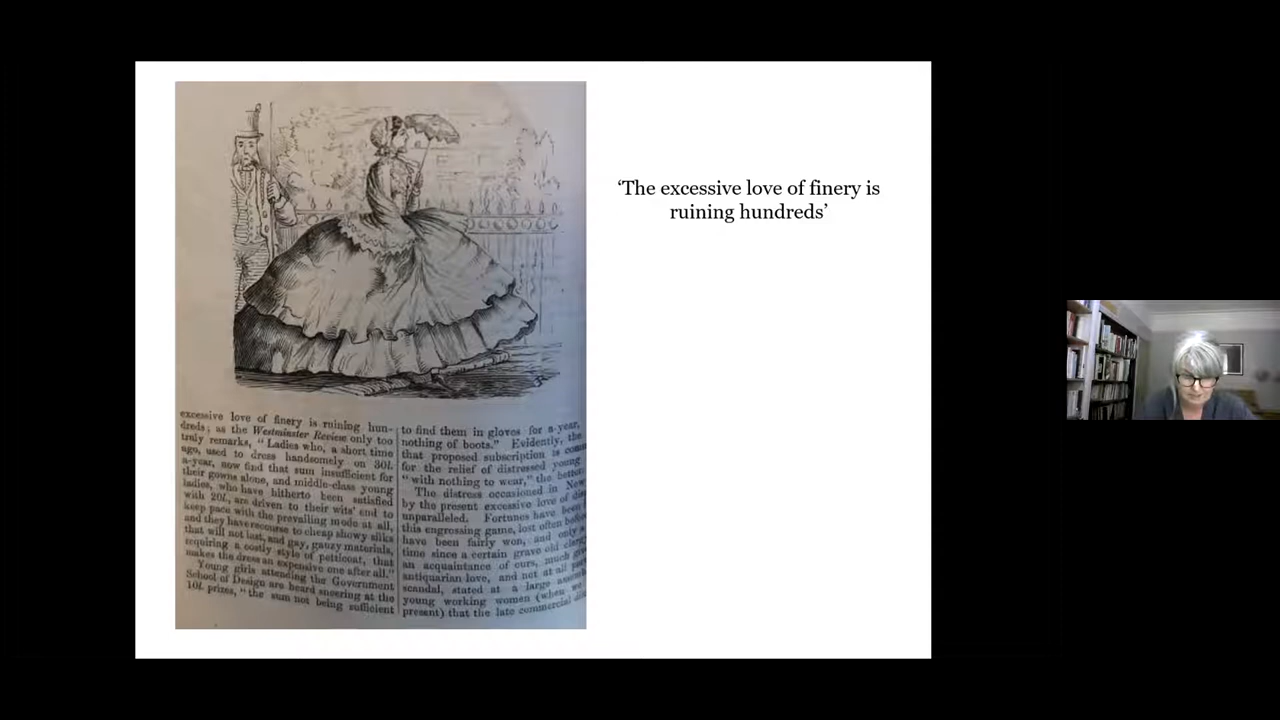 ‘The excessive love of finery is
ruining hundreds’
excessive love of finery is ruining hun-
dreds; as the Westminster Review only too
truly remarks, "Ladies who, a short time
ago, used to dress handsomely on 30l.
a-year, now find that sum insufficient for
their gowns alone, and middle-class young
ladies, who have hitherto been satisfied
with 20l., are driven to their wits' end to
keep pace with the prevailing mode at all,
and they have recourse to cheap showy silks
that will not last, and gay, gauzy materials,
requiring a costly style of petticoat, that
makes the dress an expensive one after all."
Young girls attending the Government
School of Design are heard sneering at the
10l. prizes, "the sum not being sufficient
to find them in gloves for a-year,
nothing of boots." Evidently, the
that proposed subscription is
for the relief of distressed young
"with nothing to wear," the better
The distress occasioned in New
by the present excessive love of
unparalleled. Fortunes have been
this engrossing game, lost often before
have been fairly won, and only a
time since a certain grave old
an acquaintance of ours, much
antiquarian love, and not at all
scandal, stated at a large
young working women (when we
present) that the late commercial